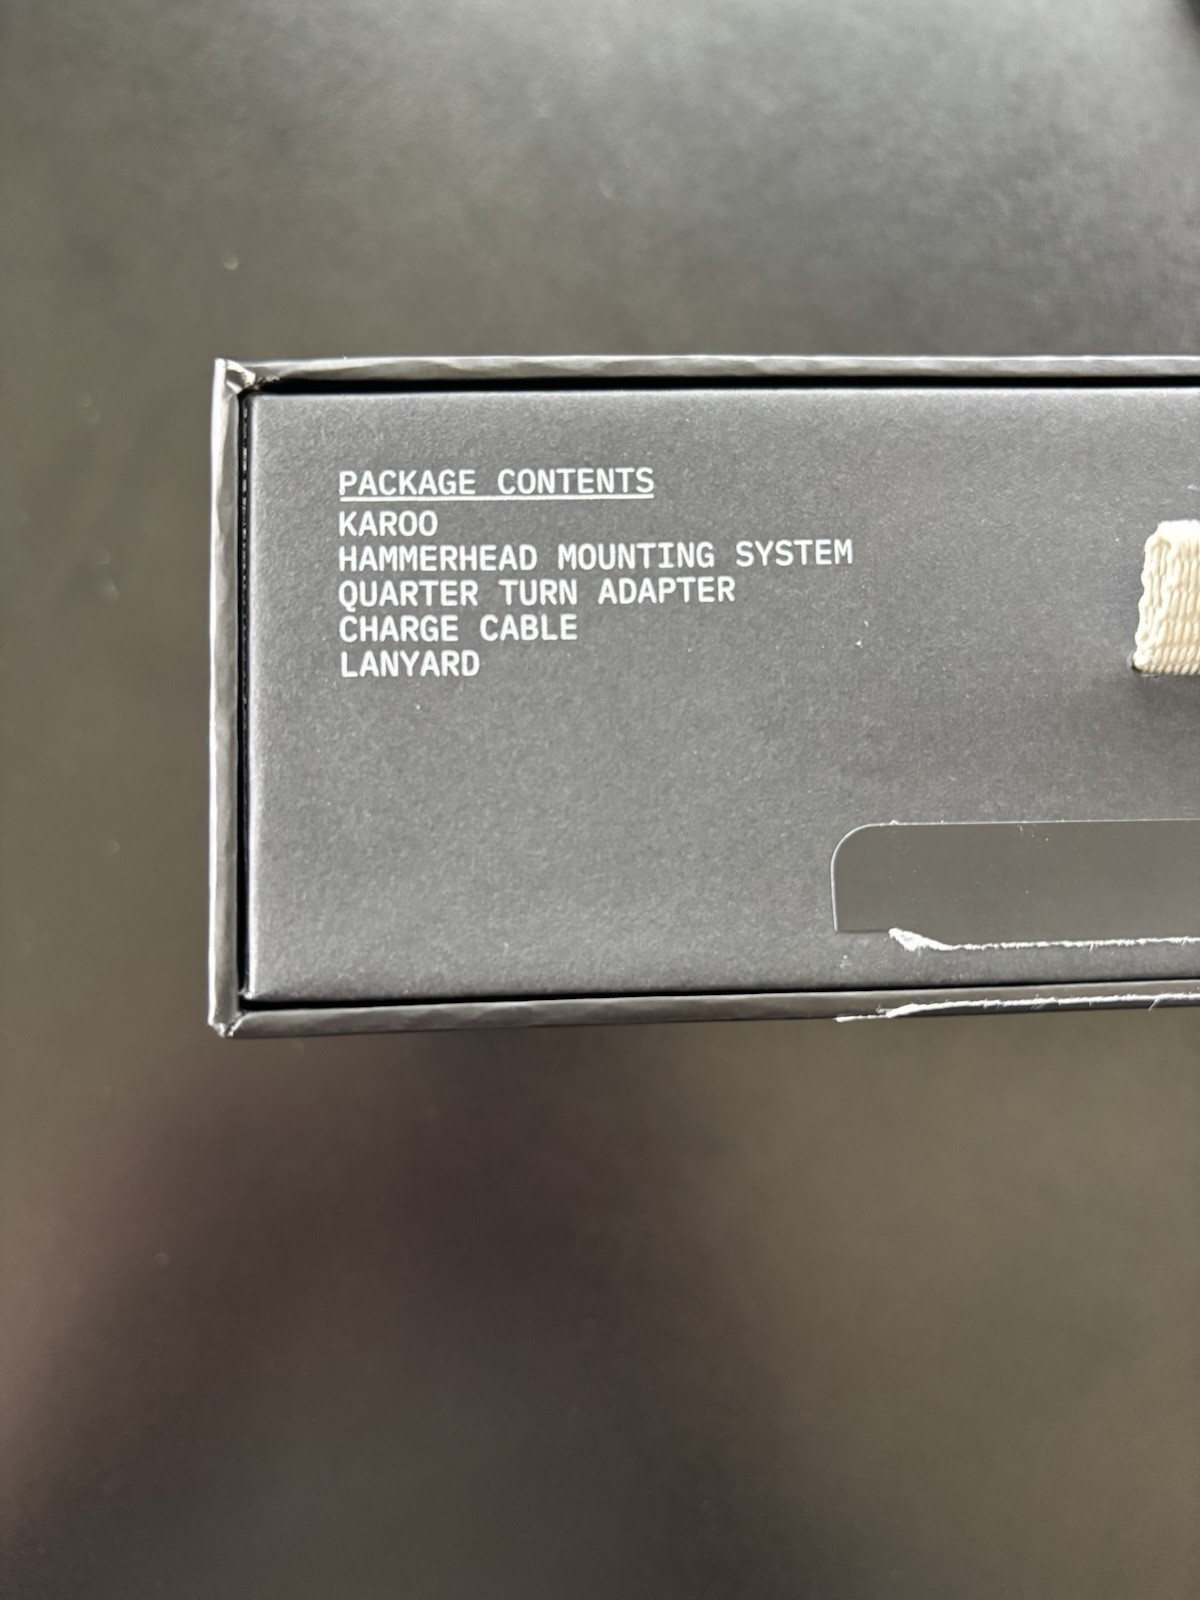 PACKAGE CONTENTS
KAROO
HAMMERHEAD MOUNTING SYSTEM
QUARTER TURN ADAPTER
CHARGE CABLE
LANYARD